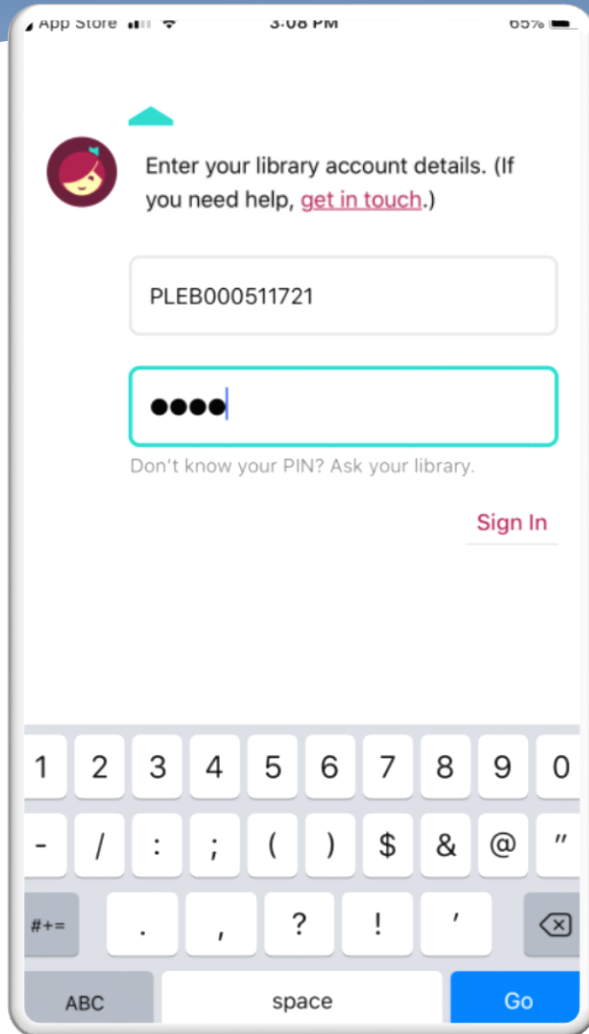 App Store 3:08 PM 65%
Enter your library account details. (If
you need help, get in touch.)
PLEB000511721
●●●●
Don't know your PIN? Ask your library.
Sign In
1 2 3 4 5 6 7 8 9 0
- / : ; ( ) $ & @ "
#+= . , ? ! '
ABC space Go